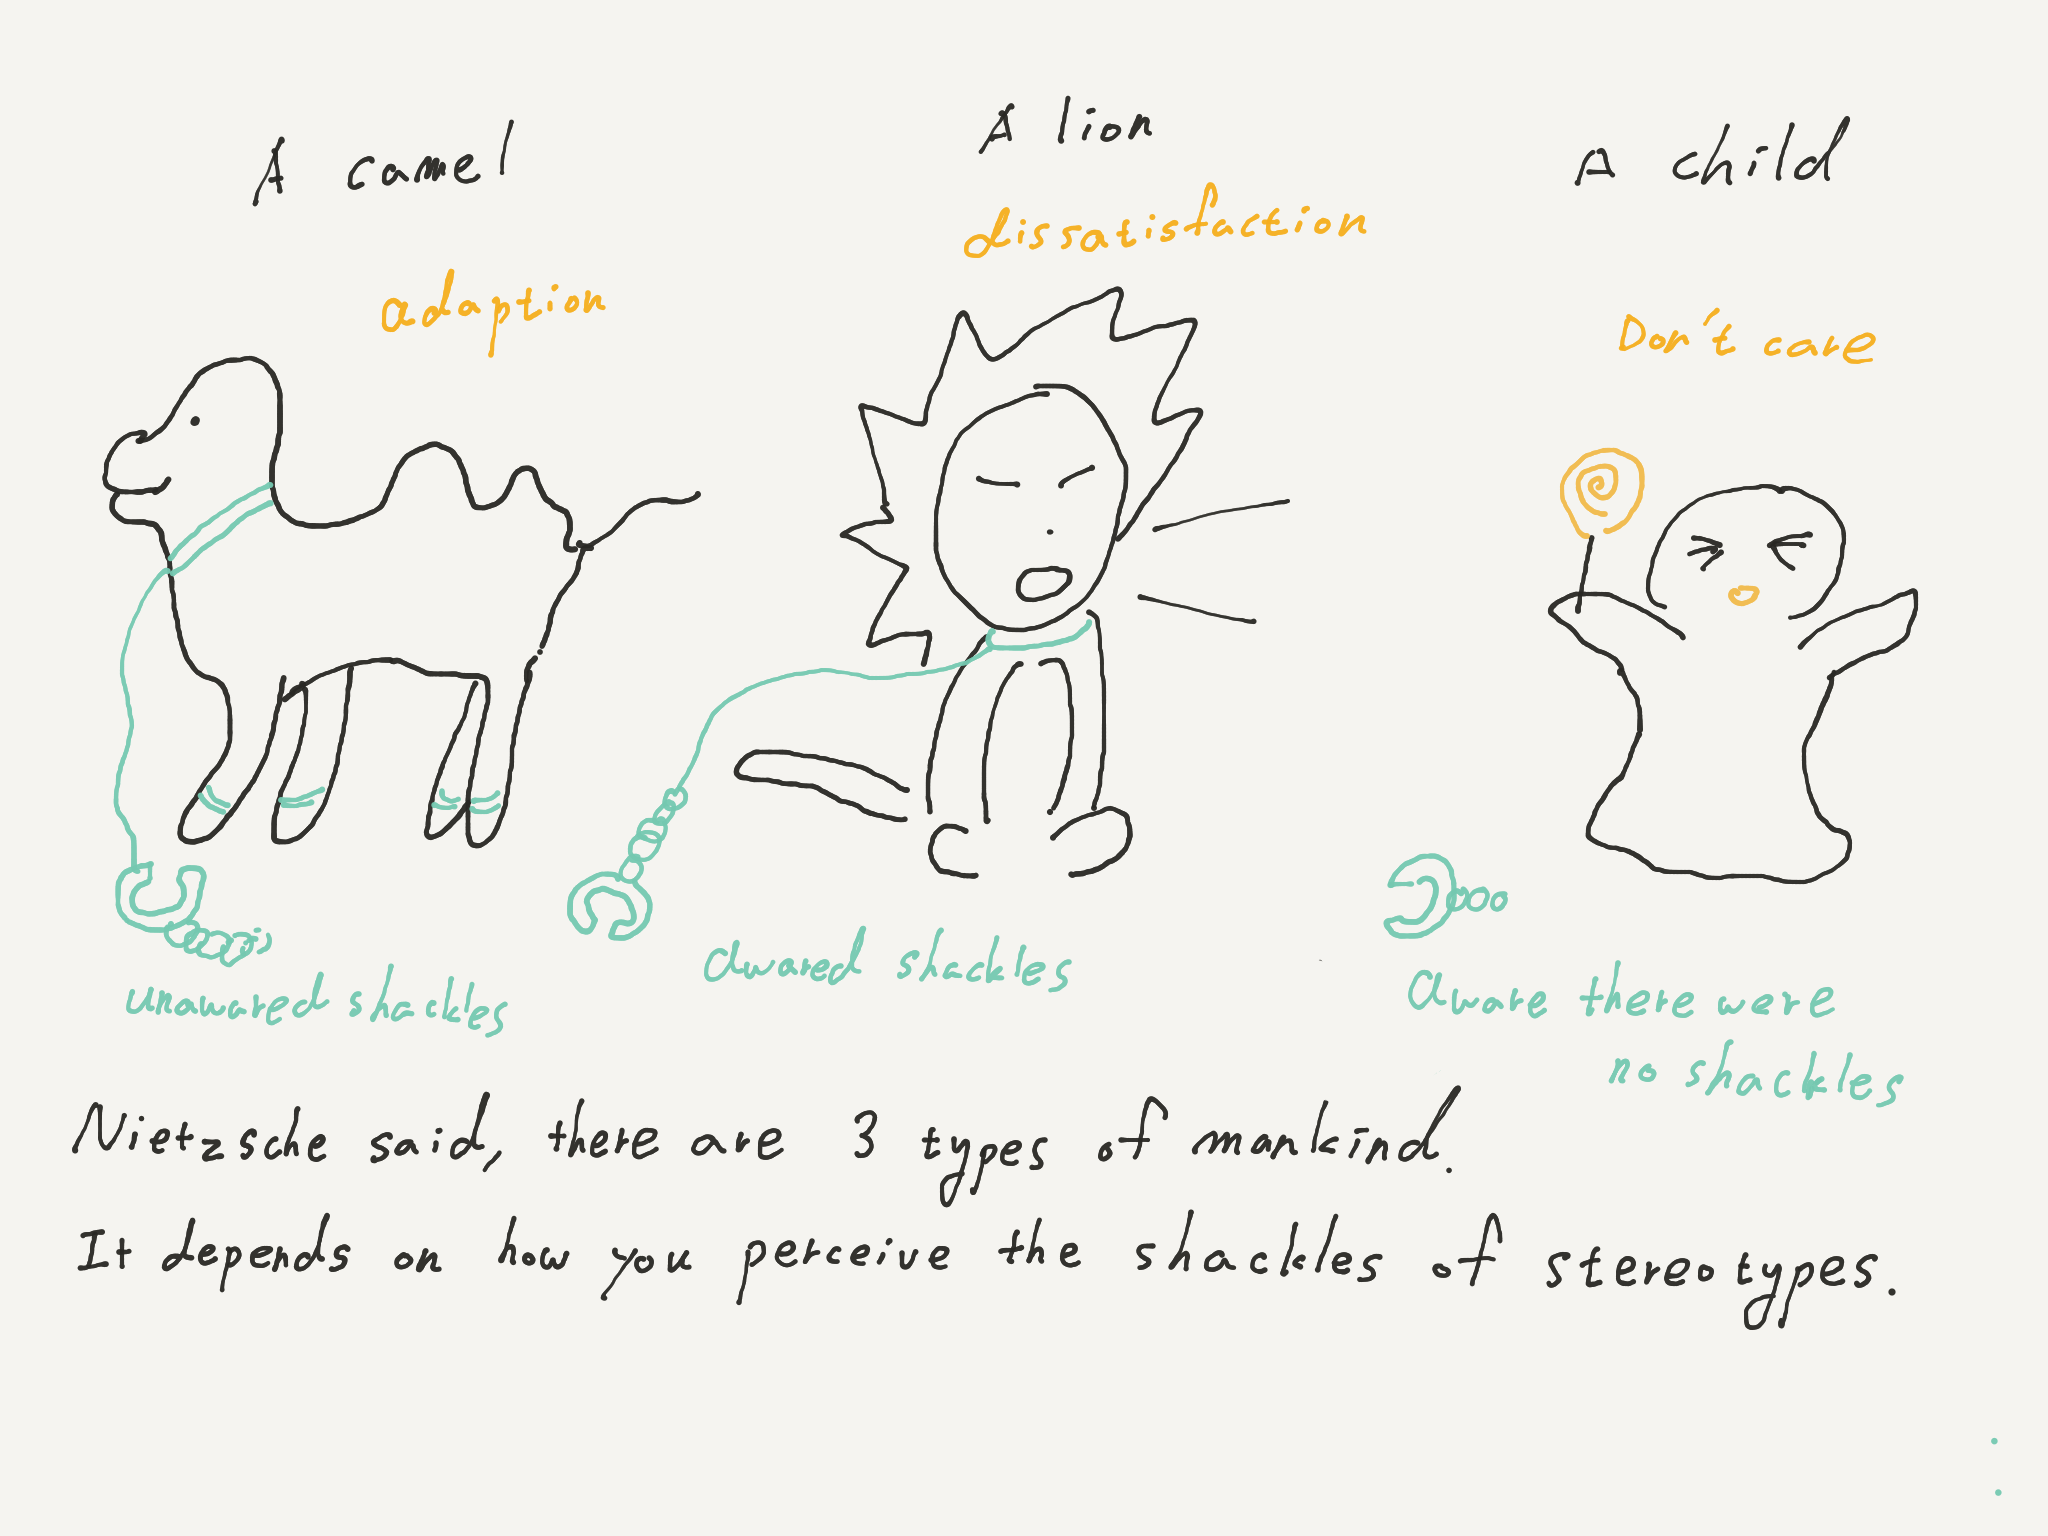 A camel
adaption
unawared shackles
A lion
dissatisfaction
awared shackles
A child
Don't care
Aware there were
no shackles
Nietzsche said, there are 3 types of mankind.
It depends on how you perceive the shackles of stereotypes.